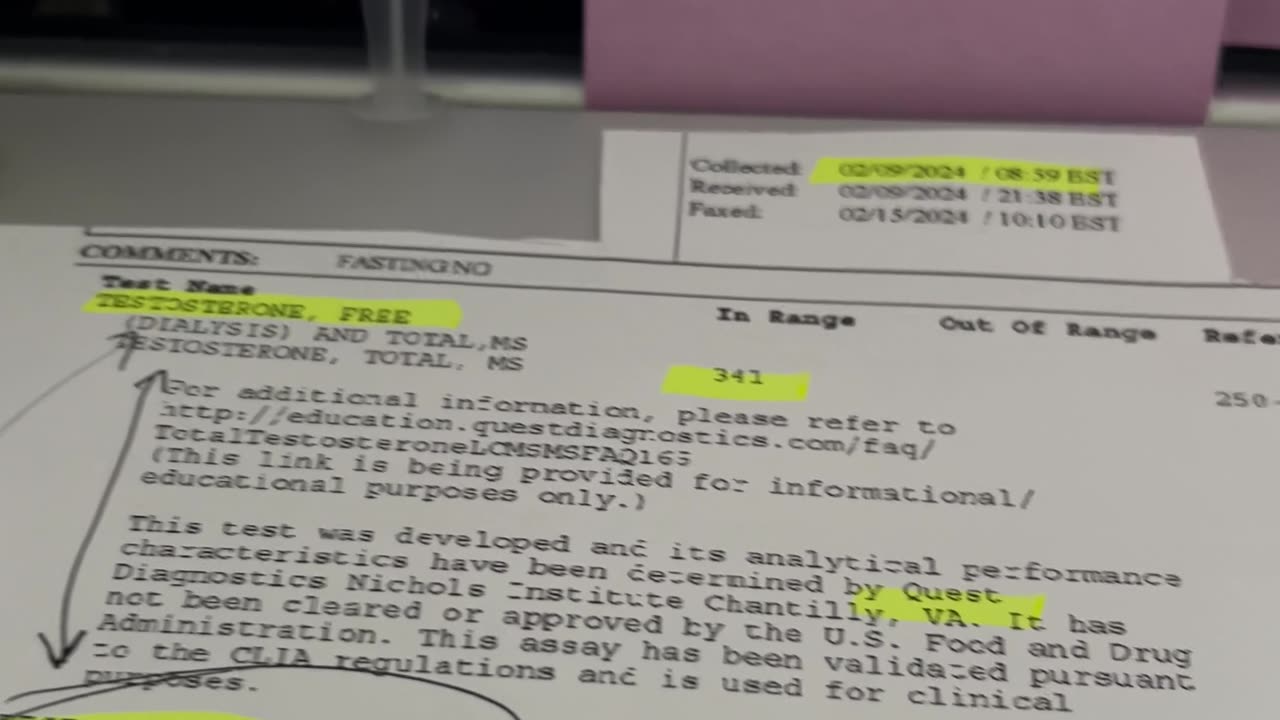 Collected: 02/09/2024 / 08:59 EST
Received: 02/09/2024 / 21:38 EST
Faxed: 02/15/2024 / 10:10 EST
COMMENTS: FASTING:NO
Test Name In Range Out Of Range
TESTOSTERONE, FREE
(DIALYSIS) AND TOTAL,MS
TESTOSTERONE, TOTAL, MS 341 250-
For additional information, please refer to
http://education.questdiagnostics.com/faq/
TotalTestosteroneLCMSMSFAQ165
(This link is being provided for informational/
educational purposes only.)
This test was developed and its analytical performance
characteristics have been determined by Quest
Diagnostics Nichols Institute Chantilly, VA. It has
not been cleared or approved by the U.S. Food and Drug
Administration. This assay has been validated pursuant
to the CLIA regulations and is used for clinical
purposes.